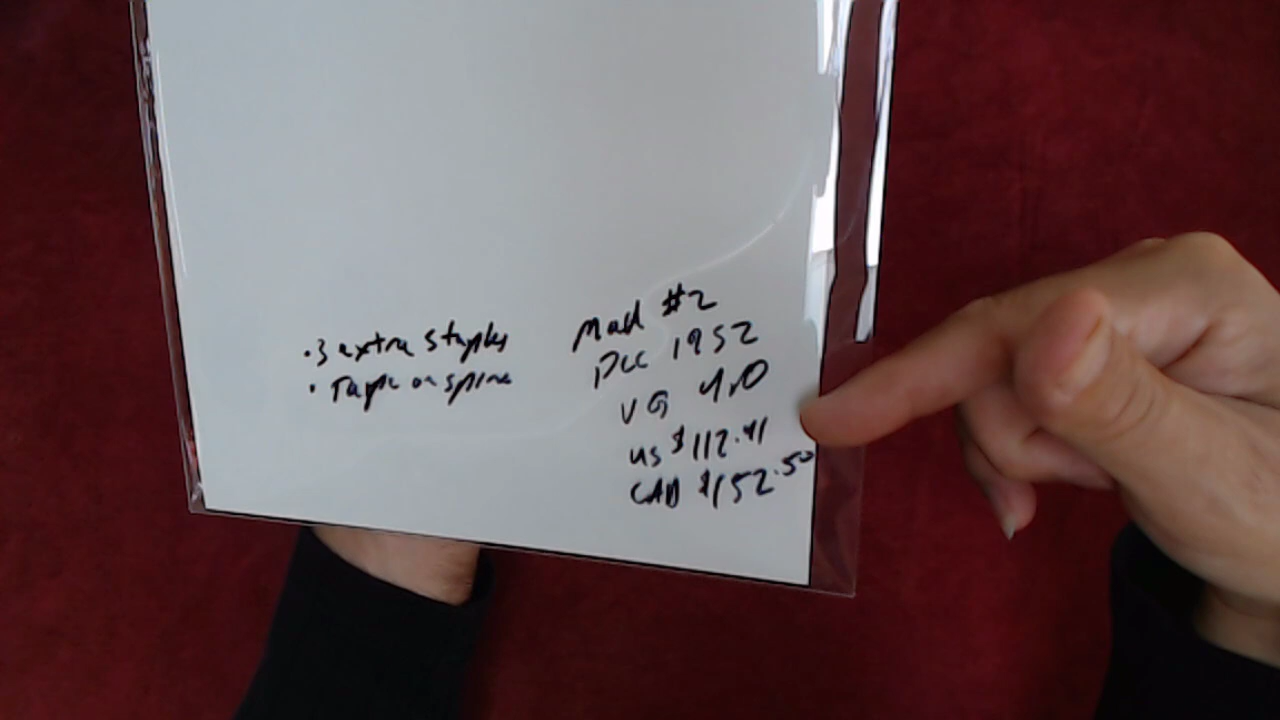 • 3 extra staples
• Tape on spine
Mad #2
Dec 1952
VG 4.0
US $112.41
CAD $152.50